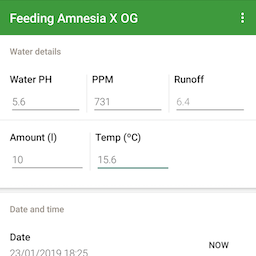 Feeding Amnesia X OG
Water details
Water PH PPM Runoff
5.6 731 6.4
Amount (l) Temp (ºC)
10 15.6
Date and time
Date
NOW
23/01/2019 18:25